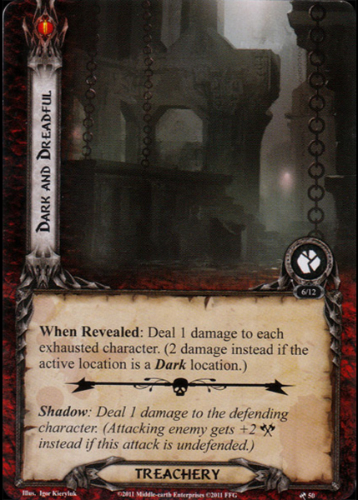 DARK AND DREADFUL
6/12
When Revealed: Deal 1 damage to each
exhausted character. (2 damage instead if the
active location is a Dark location.)
Shadow: Deal 1 damage to the defending
character. (Attacking enemy gets +2
instead if this attack is undefended.)
TREACHERY
Illus. Igor Kieryluk
©2011 Middle-earth Enterprises ©2011 FFG
50